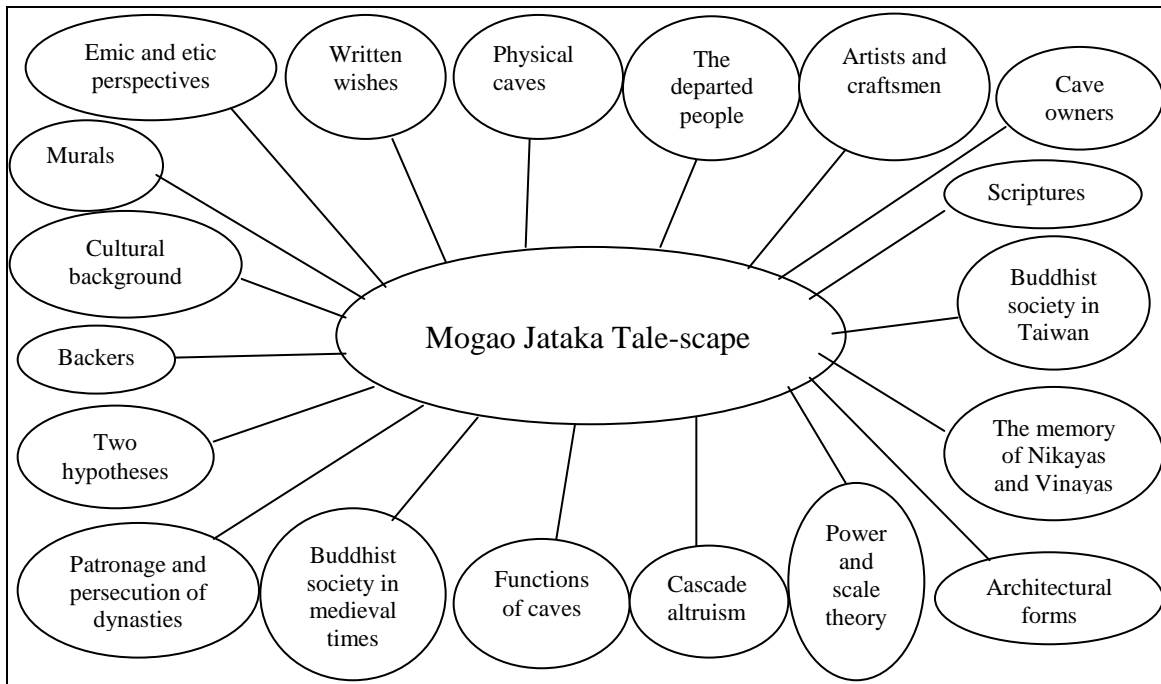 Emic and etic
perspectives
Written
wishes
Physical
caves
The
departed
people
Artists and
craftsmen
Cave
owners
Murals
Scriptures
Cultural
background
Buddhist
society in
Taiwan
Mogao Jataka Tale-scape
Backers
Two
hypotheses
The memory
of Nikayas
and Vinayas
Patronage and
persecution of
dynasties
Buddhist
society in
medieval
times
Functions
of caves
Cascade
altruism
Power
and
scale
theory
Architectural
forms